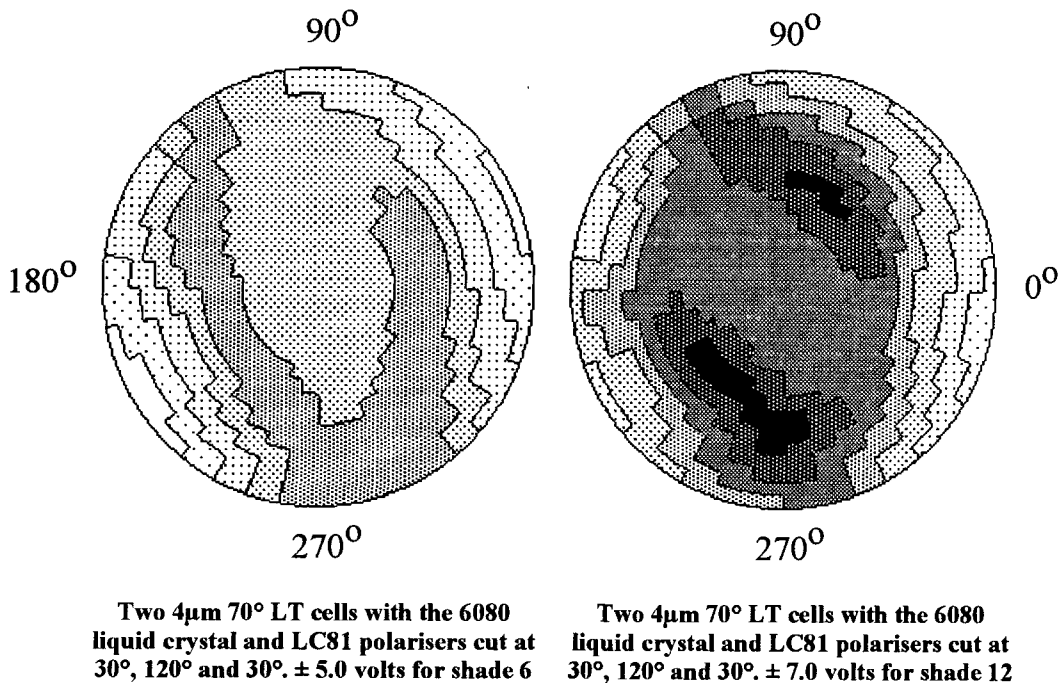 90°
90°
180°
0°
270°
270°
Two 4µm 70° LT cells with the 6080
liquid crystal and LC81 polarisers cut at
30°, 120° and 30°. ± 5.0 volts for shade 6
Two 4µm 70° LT cells with the 6080
liquid crystal and LC81 polarisers cut at
30°, 120° and 30°. ± 7.0 volts for shade 12